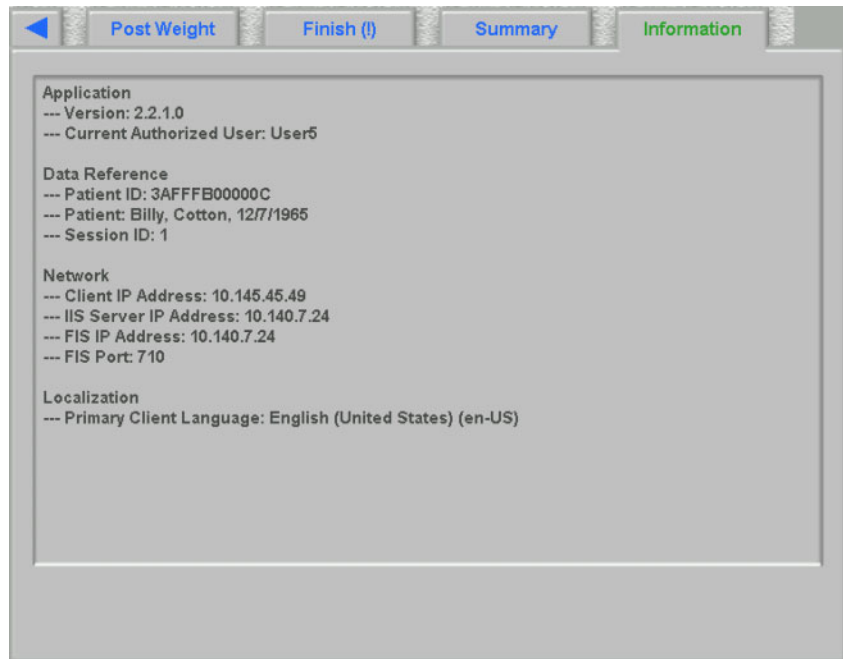 Post Weight
Finish (!)
Summary
Information
Application
--- Version: 2.2.1.0
--- Current Authorized User: User5
Data Reference
--- Patient ID: 3AFFFB00000C
--- Patient: Billy, Cotton, 12/7/1965
--- Session ID: 1
Network
--- Client IP Address: 10.145.45.49
--- IIS Server IP Address: 10.140.7.24
--- FIS IP Address: 10.140.7.24
--- FIS Port: 710
Localization
--- Primary Client Language: English (United States) (en-US)